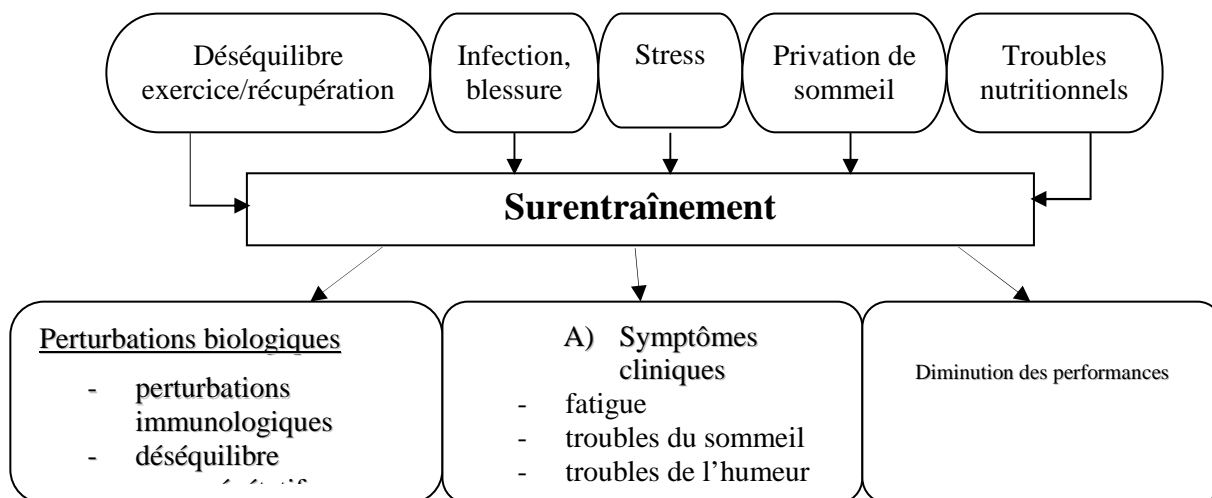 Déséquilibre
exercice/récupération
Infection,
blessure
Stress
Privation de
sommeil
Troubles
nutritionnels
Surentraînement
Perturbations biologiques
- perturbations
immunologiques
- déséquilibre
A) Symptômes
cliniques
- fatigue
- troubles du sommeil
- troubles de l’humeur
Diminution des performances